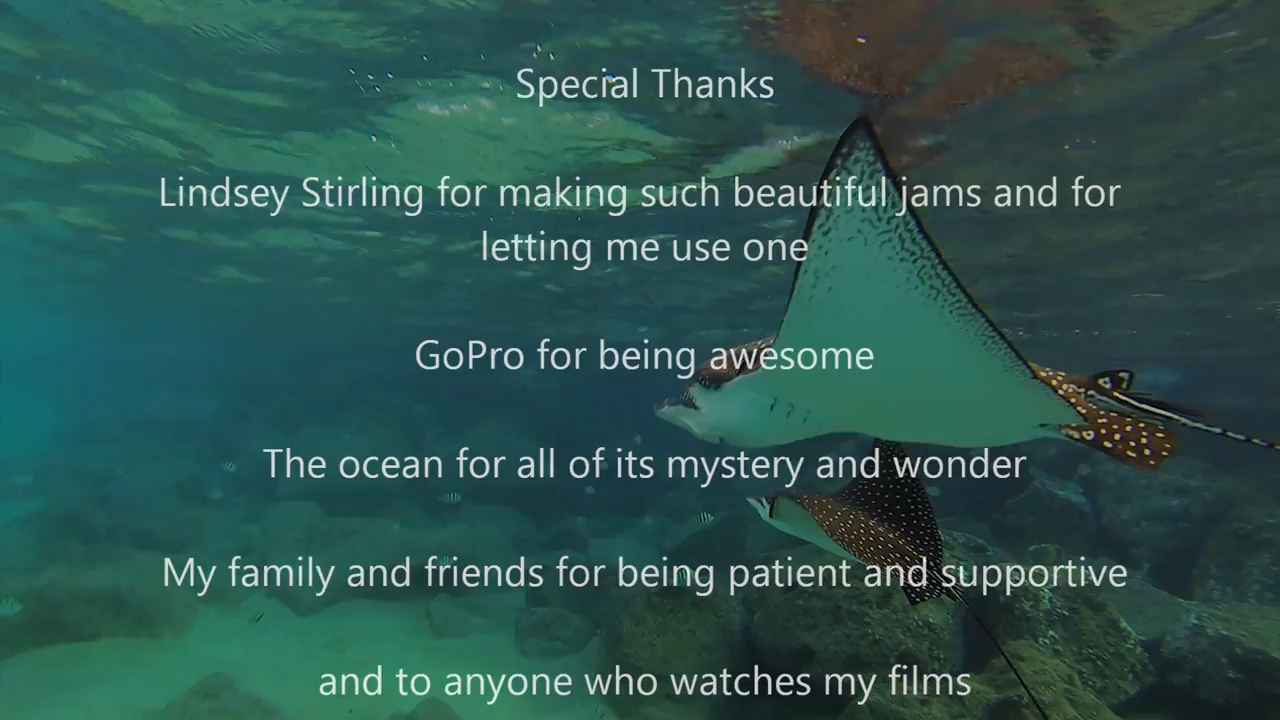 Special Thanks
Lindsey Stirling for making such beautiful jams and for
letting me use one
GoPro for being awesome
The ocean for all of its mystery and wonder
My family and friends for being patient and supportive
and to anyone who watches my films